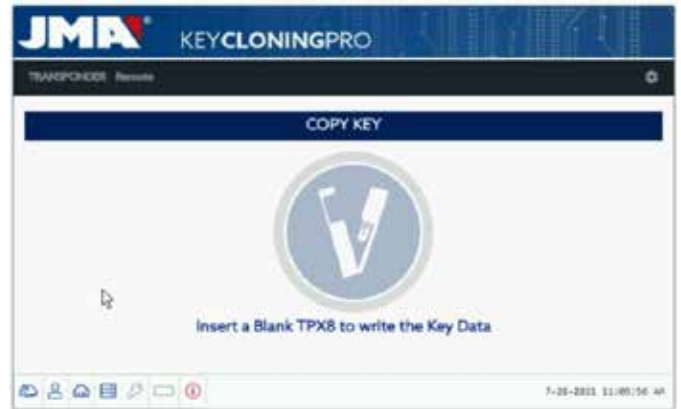 JMA®
KEYCLONINGPRO
TRANSPONDER Remote
COPY KEY
Insert a Blank TPX8 to write the Key Data